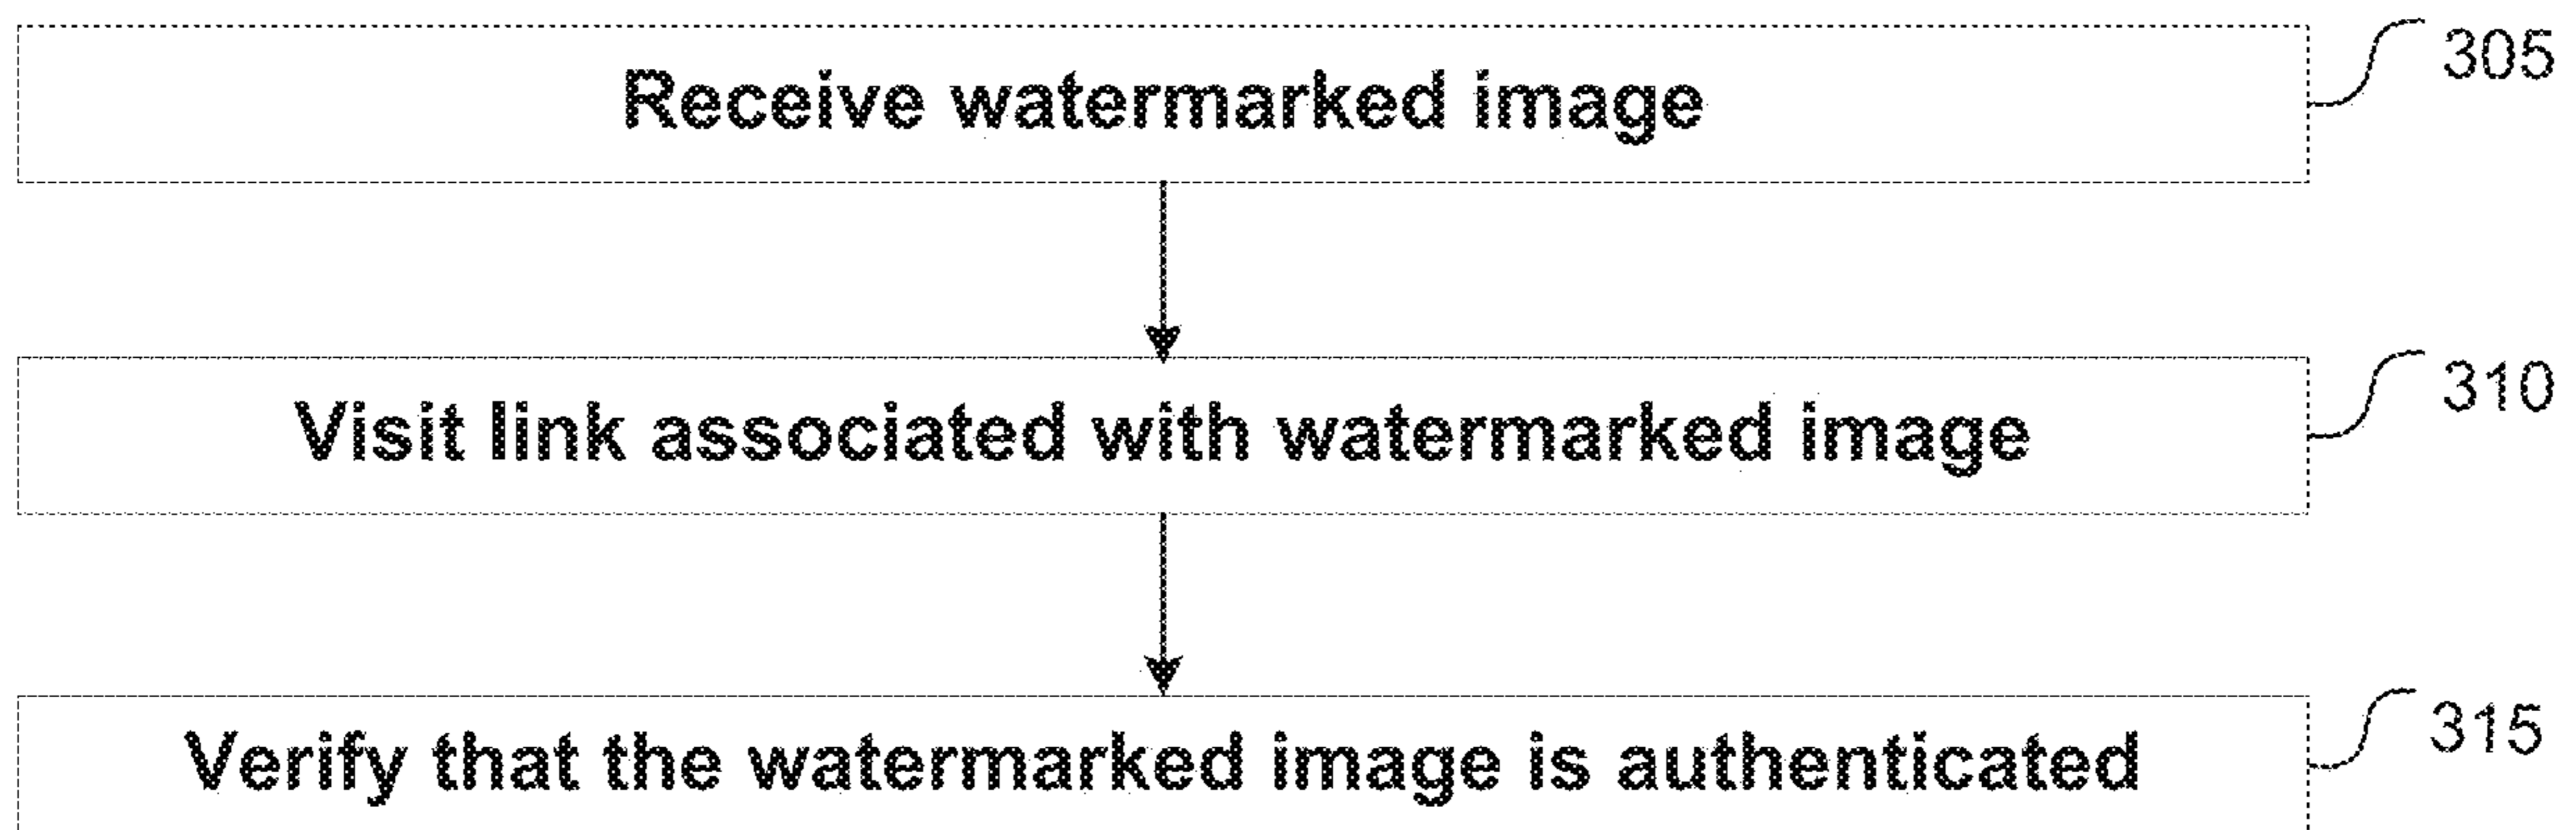 Receive watermarked image
305
Visit link associated with watermarked image
310
Verify that the watermarked image is authenticated
315